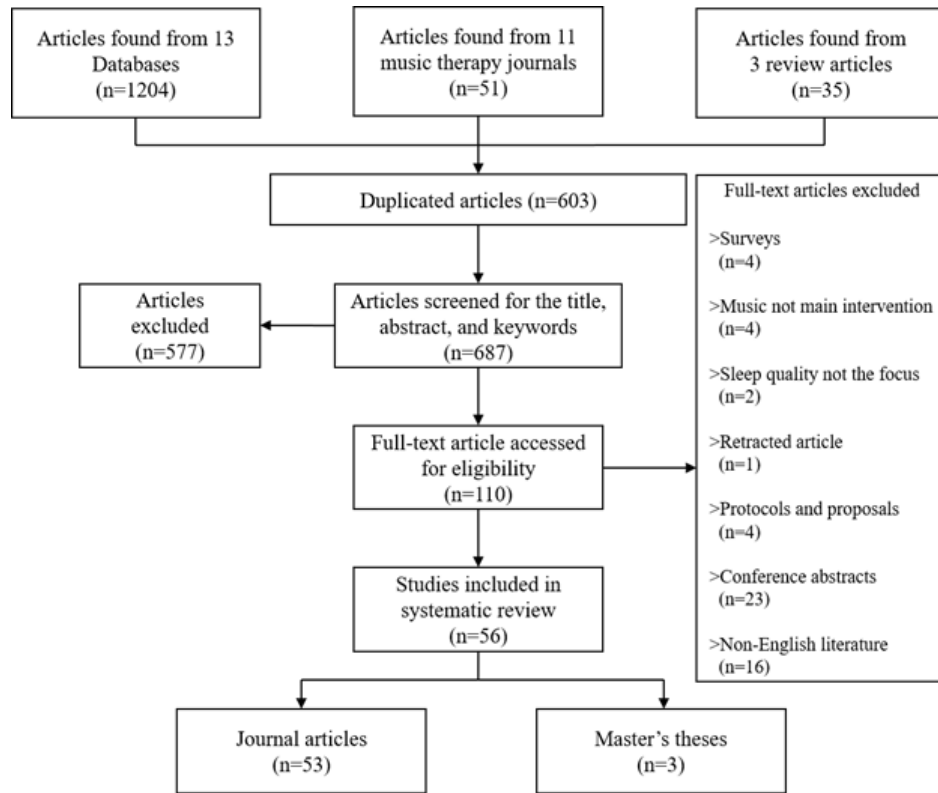 Articles found from 13
Databases
(n=1204)
Articles found from 11
music therapy journals
(n=51)
Articles found from
3 review articles
(n=35)
Duplicated articles (n=603)
Articles
excluded
(n=577)
Articles screened for the title,
abstract, and keywords
(n=687)
Full-text article accessed
for eligibility
(n=110)
Full-text articles excluded
>Surveys
(n=4)
>Music not main intervention
(n=4)
>Sleep quality not the focus
(n=2)
>Retracted article
(n=1)
>Protocols and proposals
(n=4)
>Conference abstracts
(n=23)
>Non-English literature
(n=16)
Studies included in
systematic review
(n=56)
Journal articles
(n=53)
Master’s theses
(n=3)